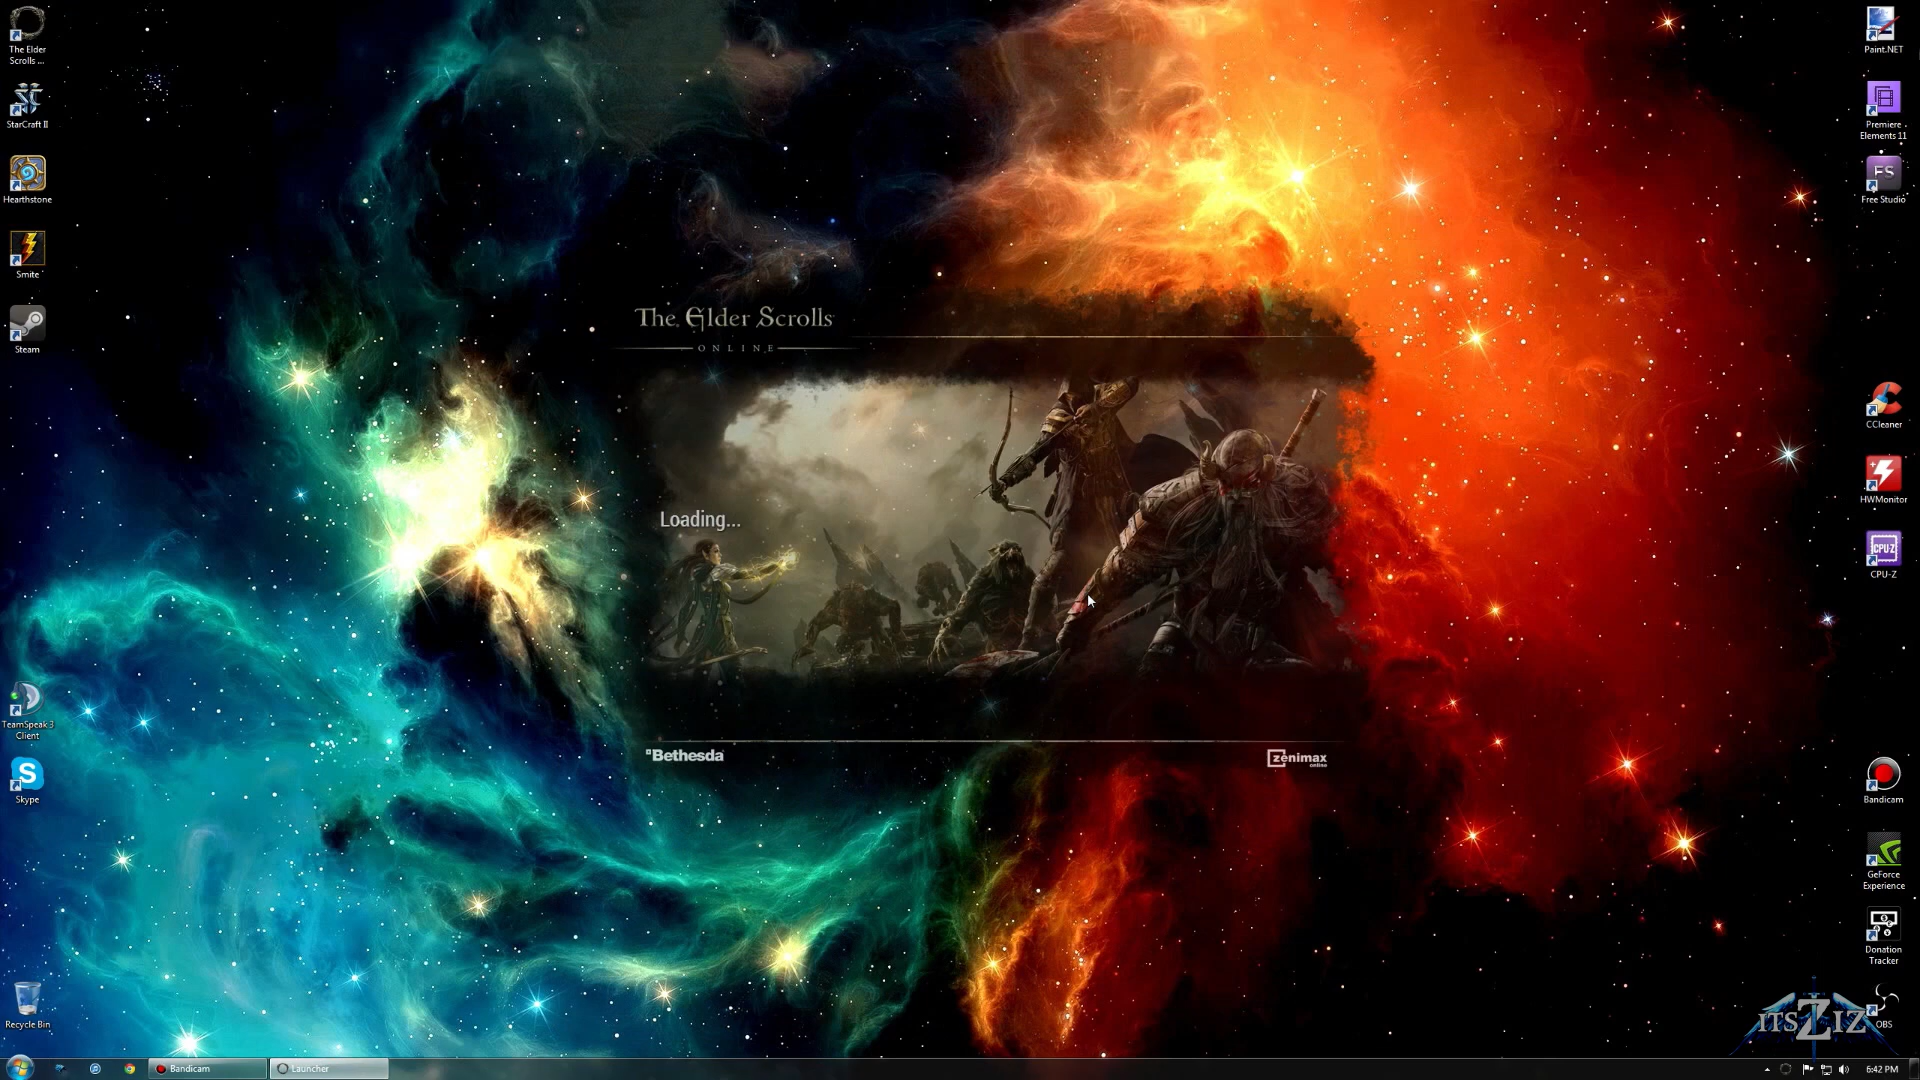 The Elder
Scrolls ...
StarCraft II
Hearthstone
Smite
Steam
TeamSpeak 3
Client
Skype
Recycle Bin
The Elder Scrolls
ONLINE
Loading...
Bethesda
zenimax
online
Paint.NET
Premiere
Elements 11
FS
Free Studio
CCleaner
HWMonitor
CPU-Z
CPU-Z
Bandicam
GeForce
Experience
Donation
Tracker
OBS
ITSZIZ
Bandicam
Launcher
6:42 PM